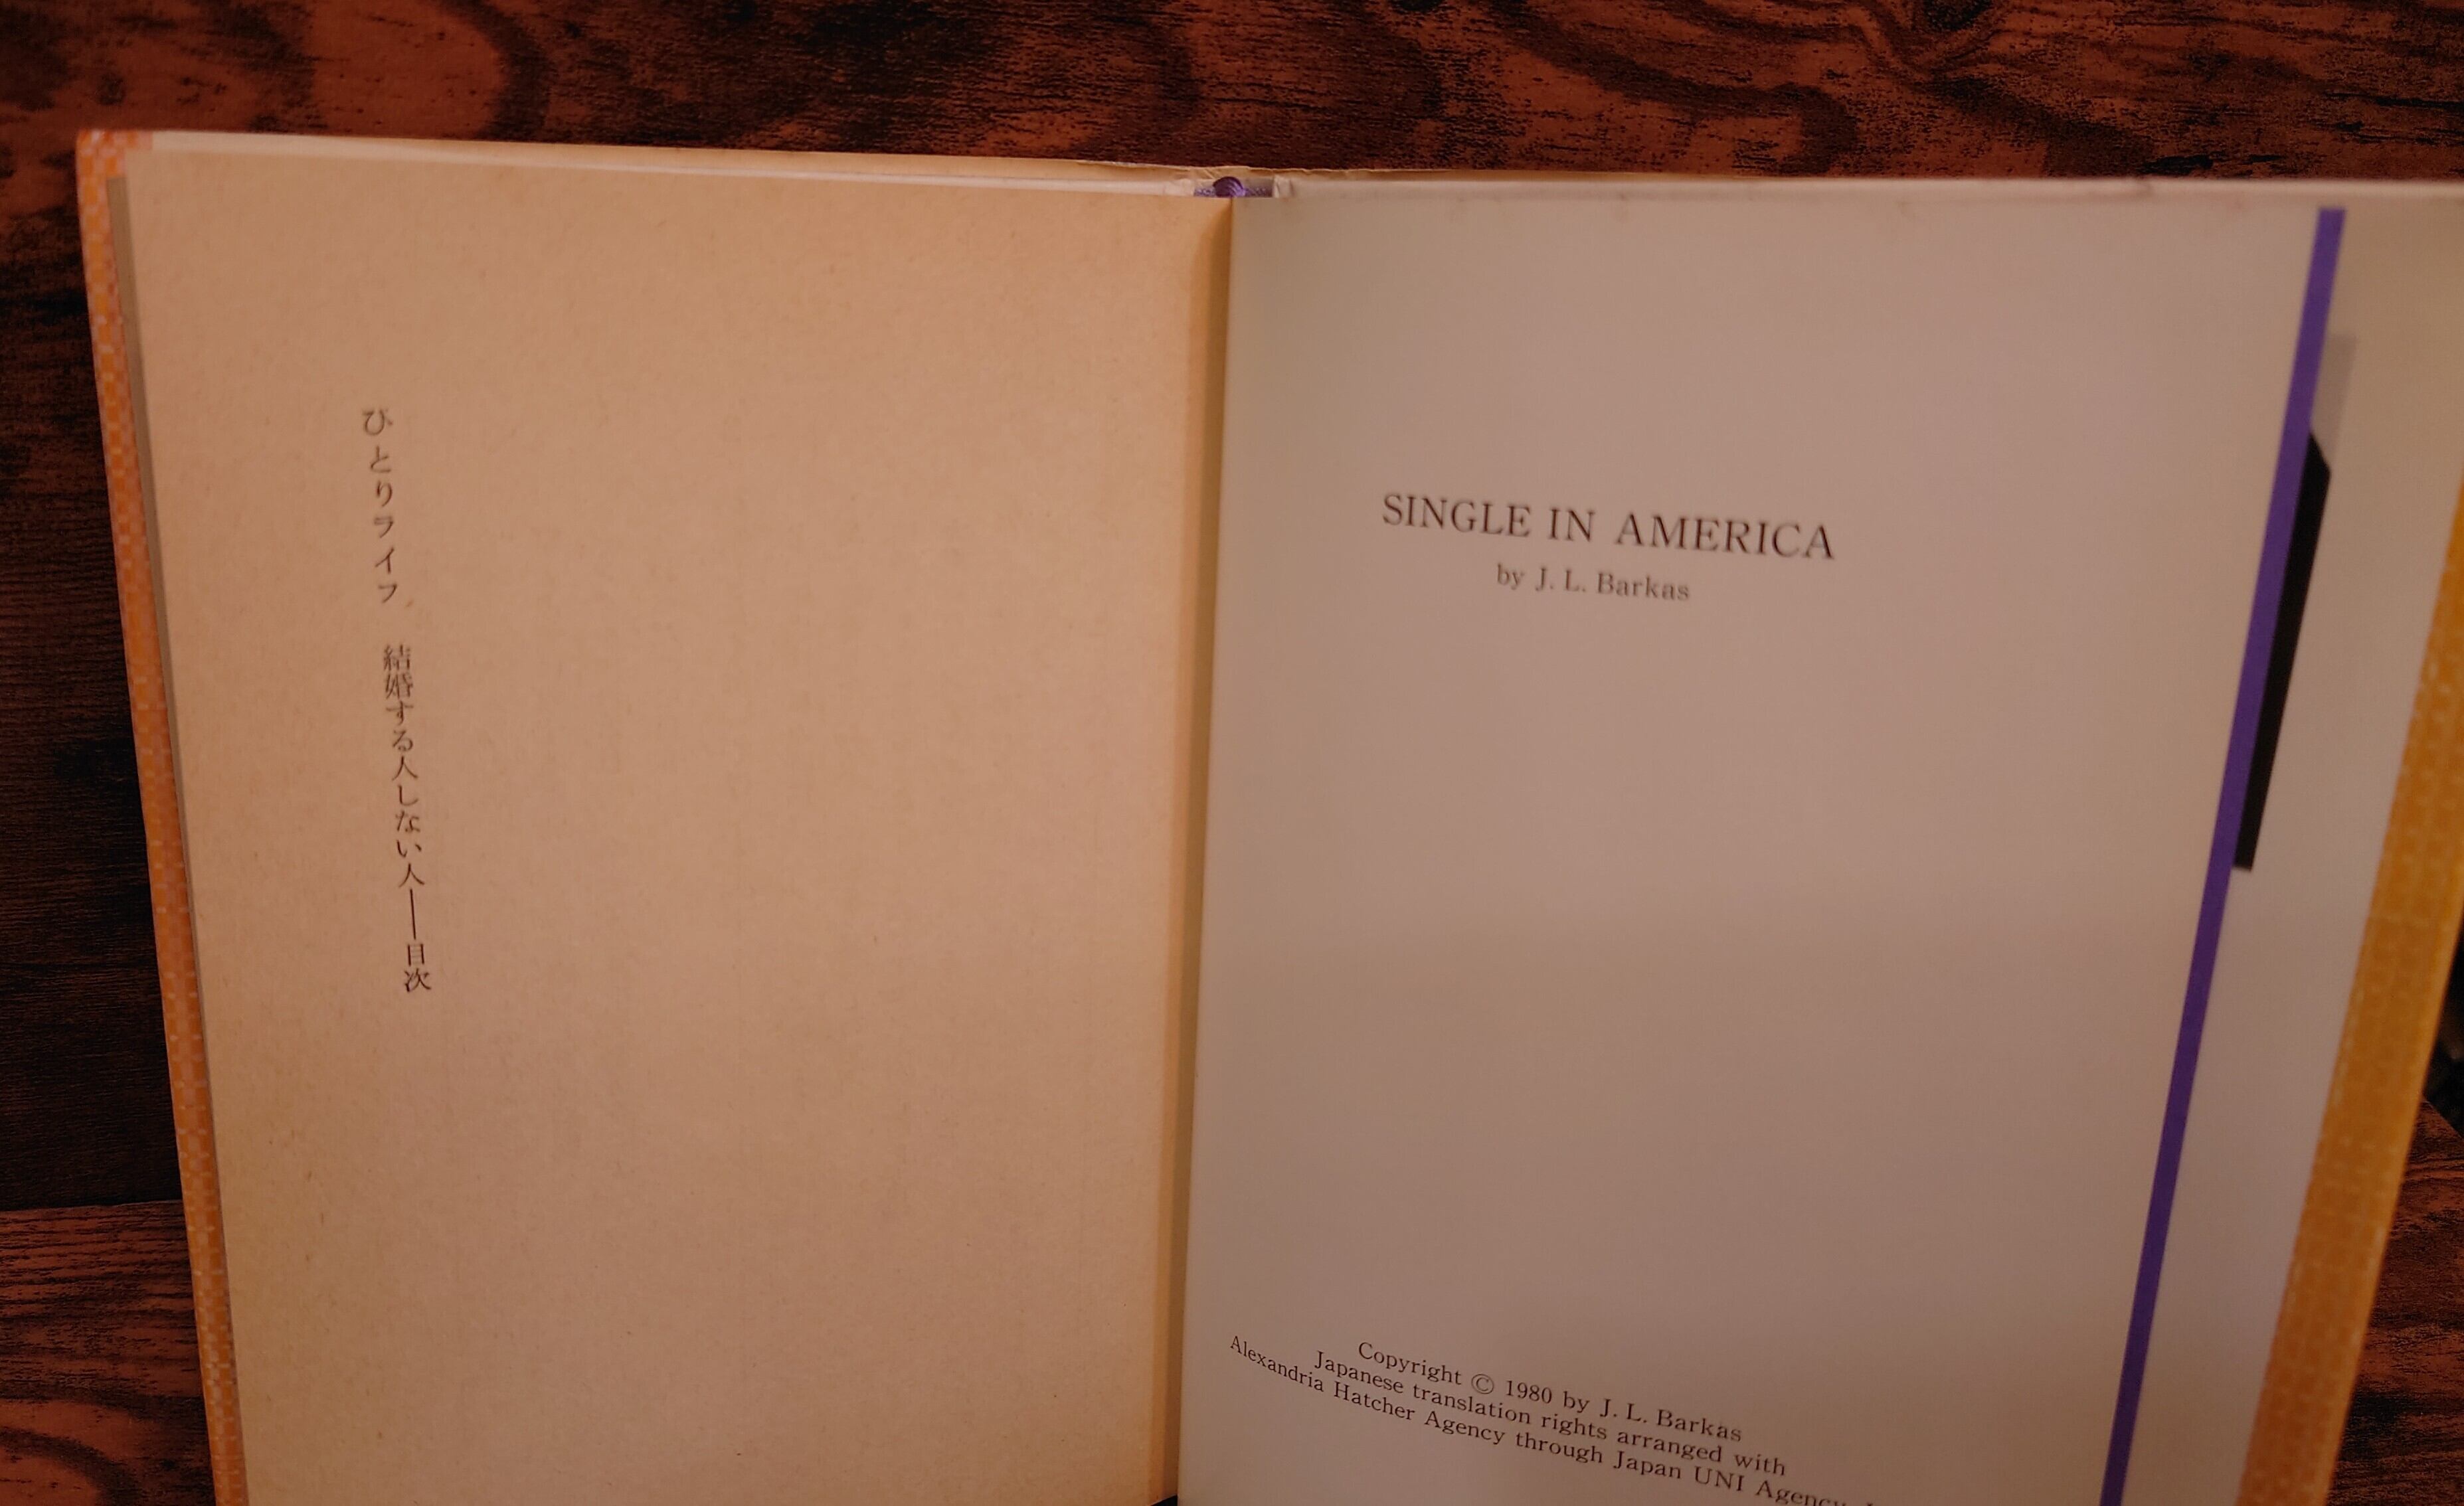 SINGLE IN AMERICA
by J. L. Barkas
Copyright © 1980 by J. L. Barkas
Japanese translation rights arranged with
Alexandria Hatcher Agency through Japan UNI Agency
ひとりライフ 結婚する人しない人——目次